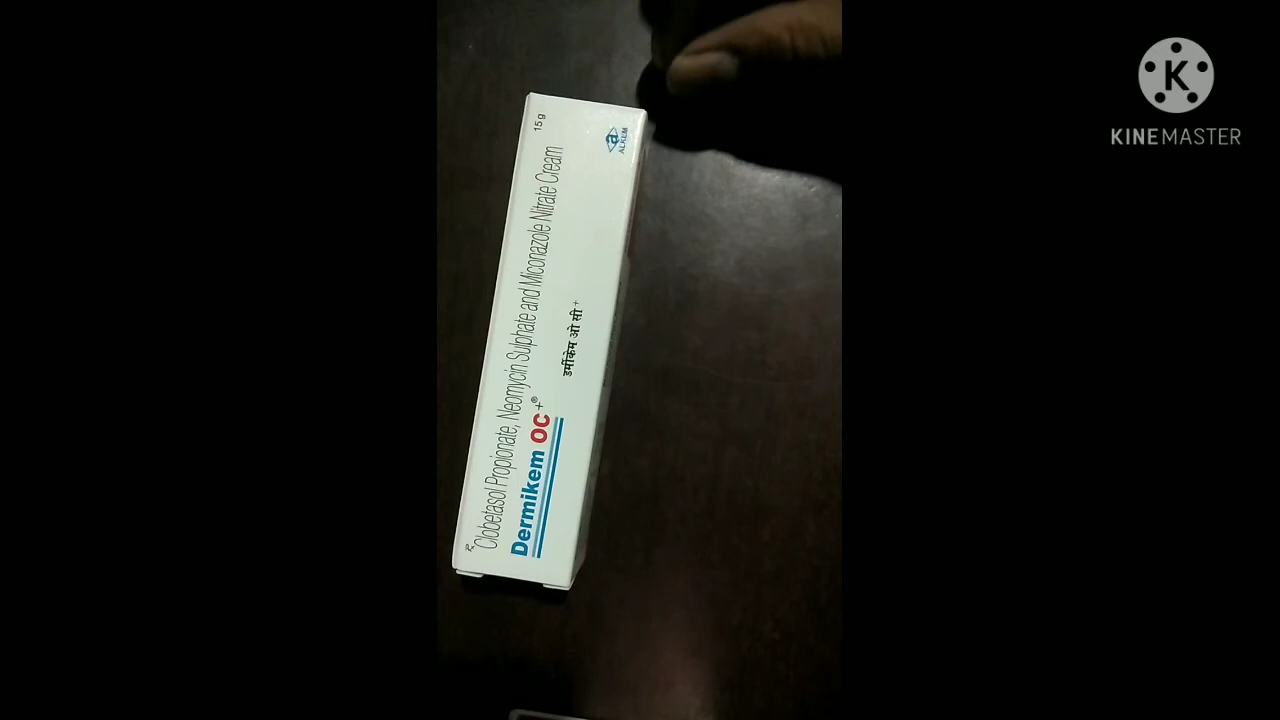 ℞ Clobetasol Propionate, Neomycin Sulphate and Miconazole Nitrate Cream
15 g
Dermikem OC+®
डर्मीकेम ओ सी +
a
ALKEM
K
KINEMASTER